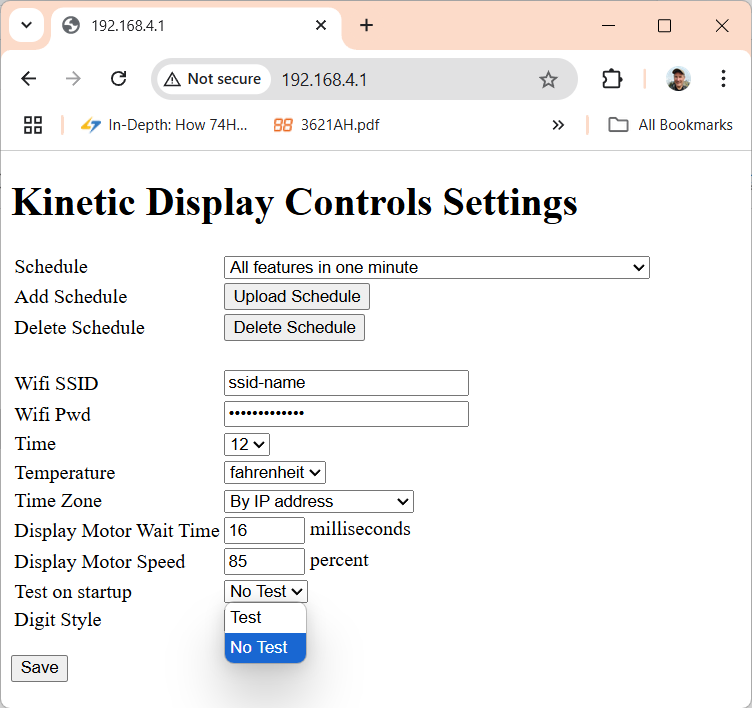 192.168.4.1
Not secure 192.168.4.1
In-Depth: How 74H... 3621AH.pdf All Bookmarks
Kinetic Display Controls Settings
Schedule All features in one minute
Add Schedule Upload Schedule
Delete Schedule Delete Schedule
Wifi SSID ssid-name
Wifi Pwd •••••••••••••
Time 12
Temperature fahrenheit
Time Zone By IP address
Display Motor Wait Time 16 milliseconds
Display Motor Speed 85 percent
Test on startup No Test
Digit Style Test
No Test
Save